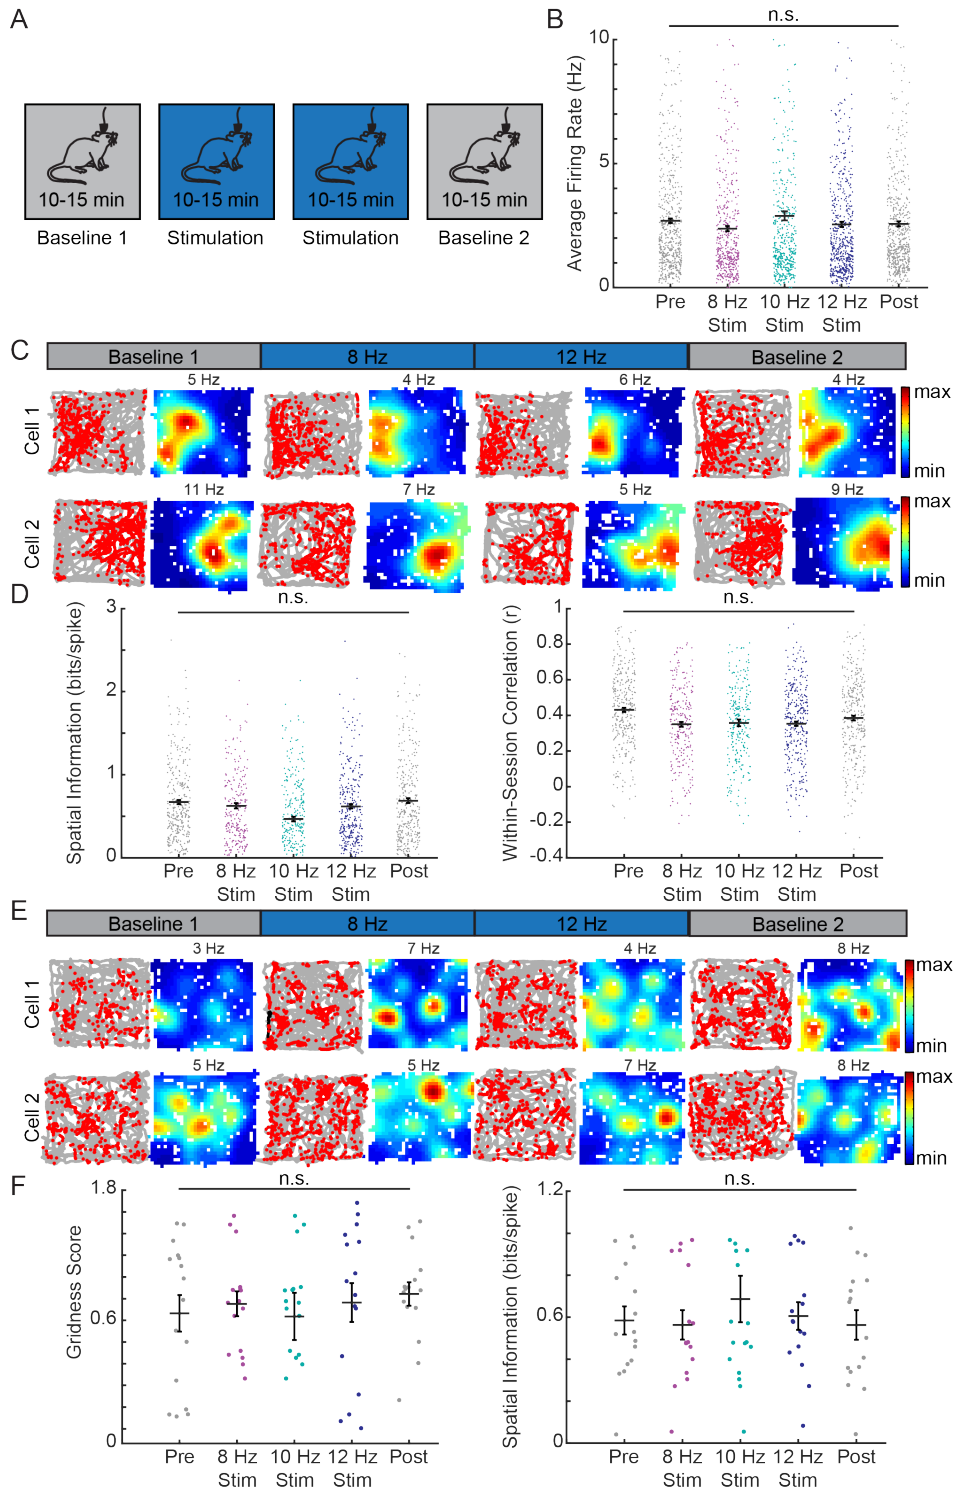 A
10-15 min
10-15 min
10-15 min
10-15 min
Baseline 1
Stimulation
Stimulation
Baseline 2
B
n.s.
Average Firing Rate (Hz)
10
5
0
Pre
8 Hz
Stim
10 Hz
Stim
12 Hz
Stim
Post
C
Baseline 1
8 Hz
12 Hz
Baseline 2
Cell 1
5 Hz
4 Hz
6 Hz
4 Hz
max
min
Cell 2
11 Hz
7 Hz
5 Hz
9 Hz
max
min
D
n.s.
Spatial Information (bits/spike)
3
2
1
0
Pre
8 Hz
Stim
10 Hz
Stim
12 Hz
Stim
Post
n.s.
Within-Session Correlation (r)
1
0.8
0.6
0.4
0.2
0
-0.2
-0.4
Pre
8 Hz
Stim
10 Hz
Stim
12 Hz
Stim
Post
E
Baseline 1
8 Hz
12 Hz
Baseline 2
Cell 1
3 Hz
7 Hz
4 Hz
8 Hz
max
min
Cell 2
5 Hz
5 Hz
7 Hz
8 Hz
max
min
F
n.s.
Gridness Score
1.8
0.6
0
Pre
8 Hz
Stim
10 Hz
Stim
12 Hz
Stim
Post
n.s.
Spatial Information (bits/spike)
1.2
0.6
0
Pre
8 Hz
Stim
10 Hz
Stim
12 Hz
Stim
Post